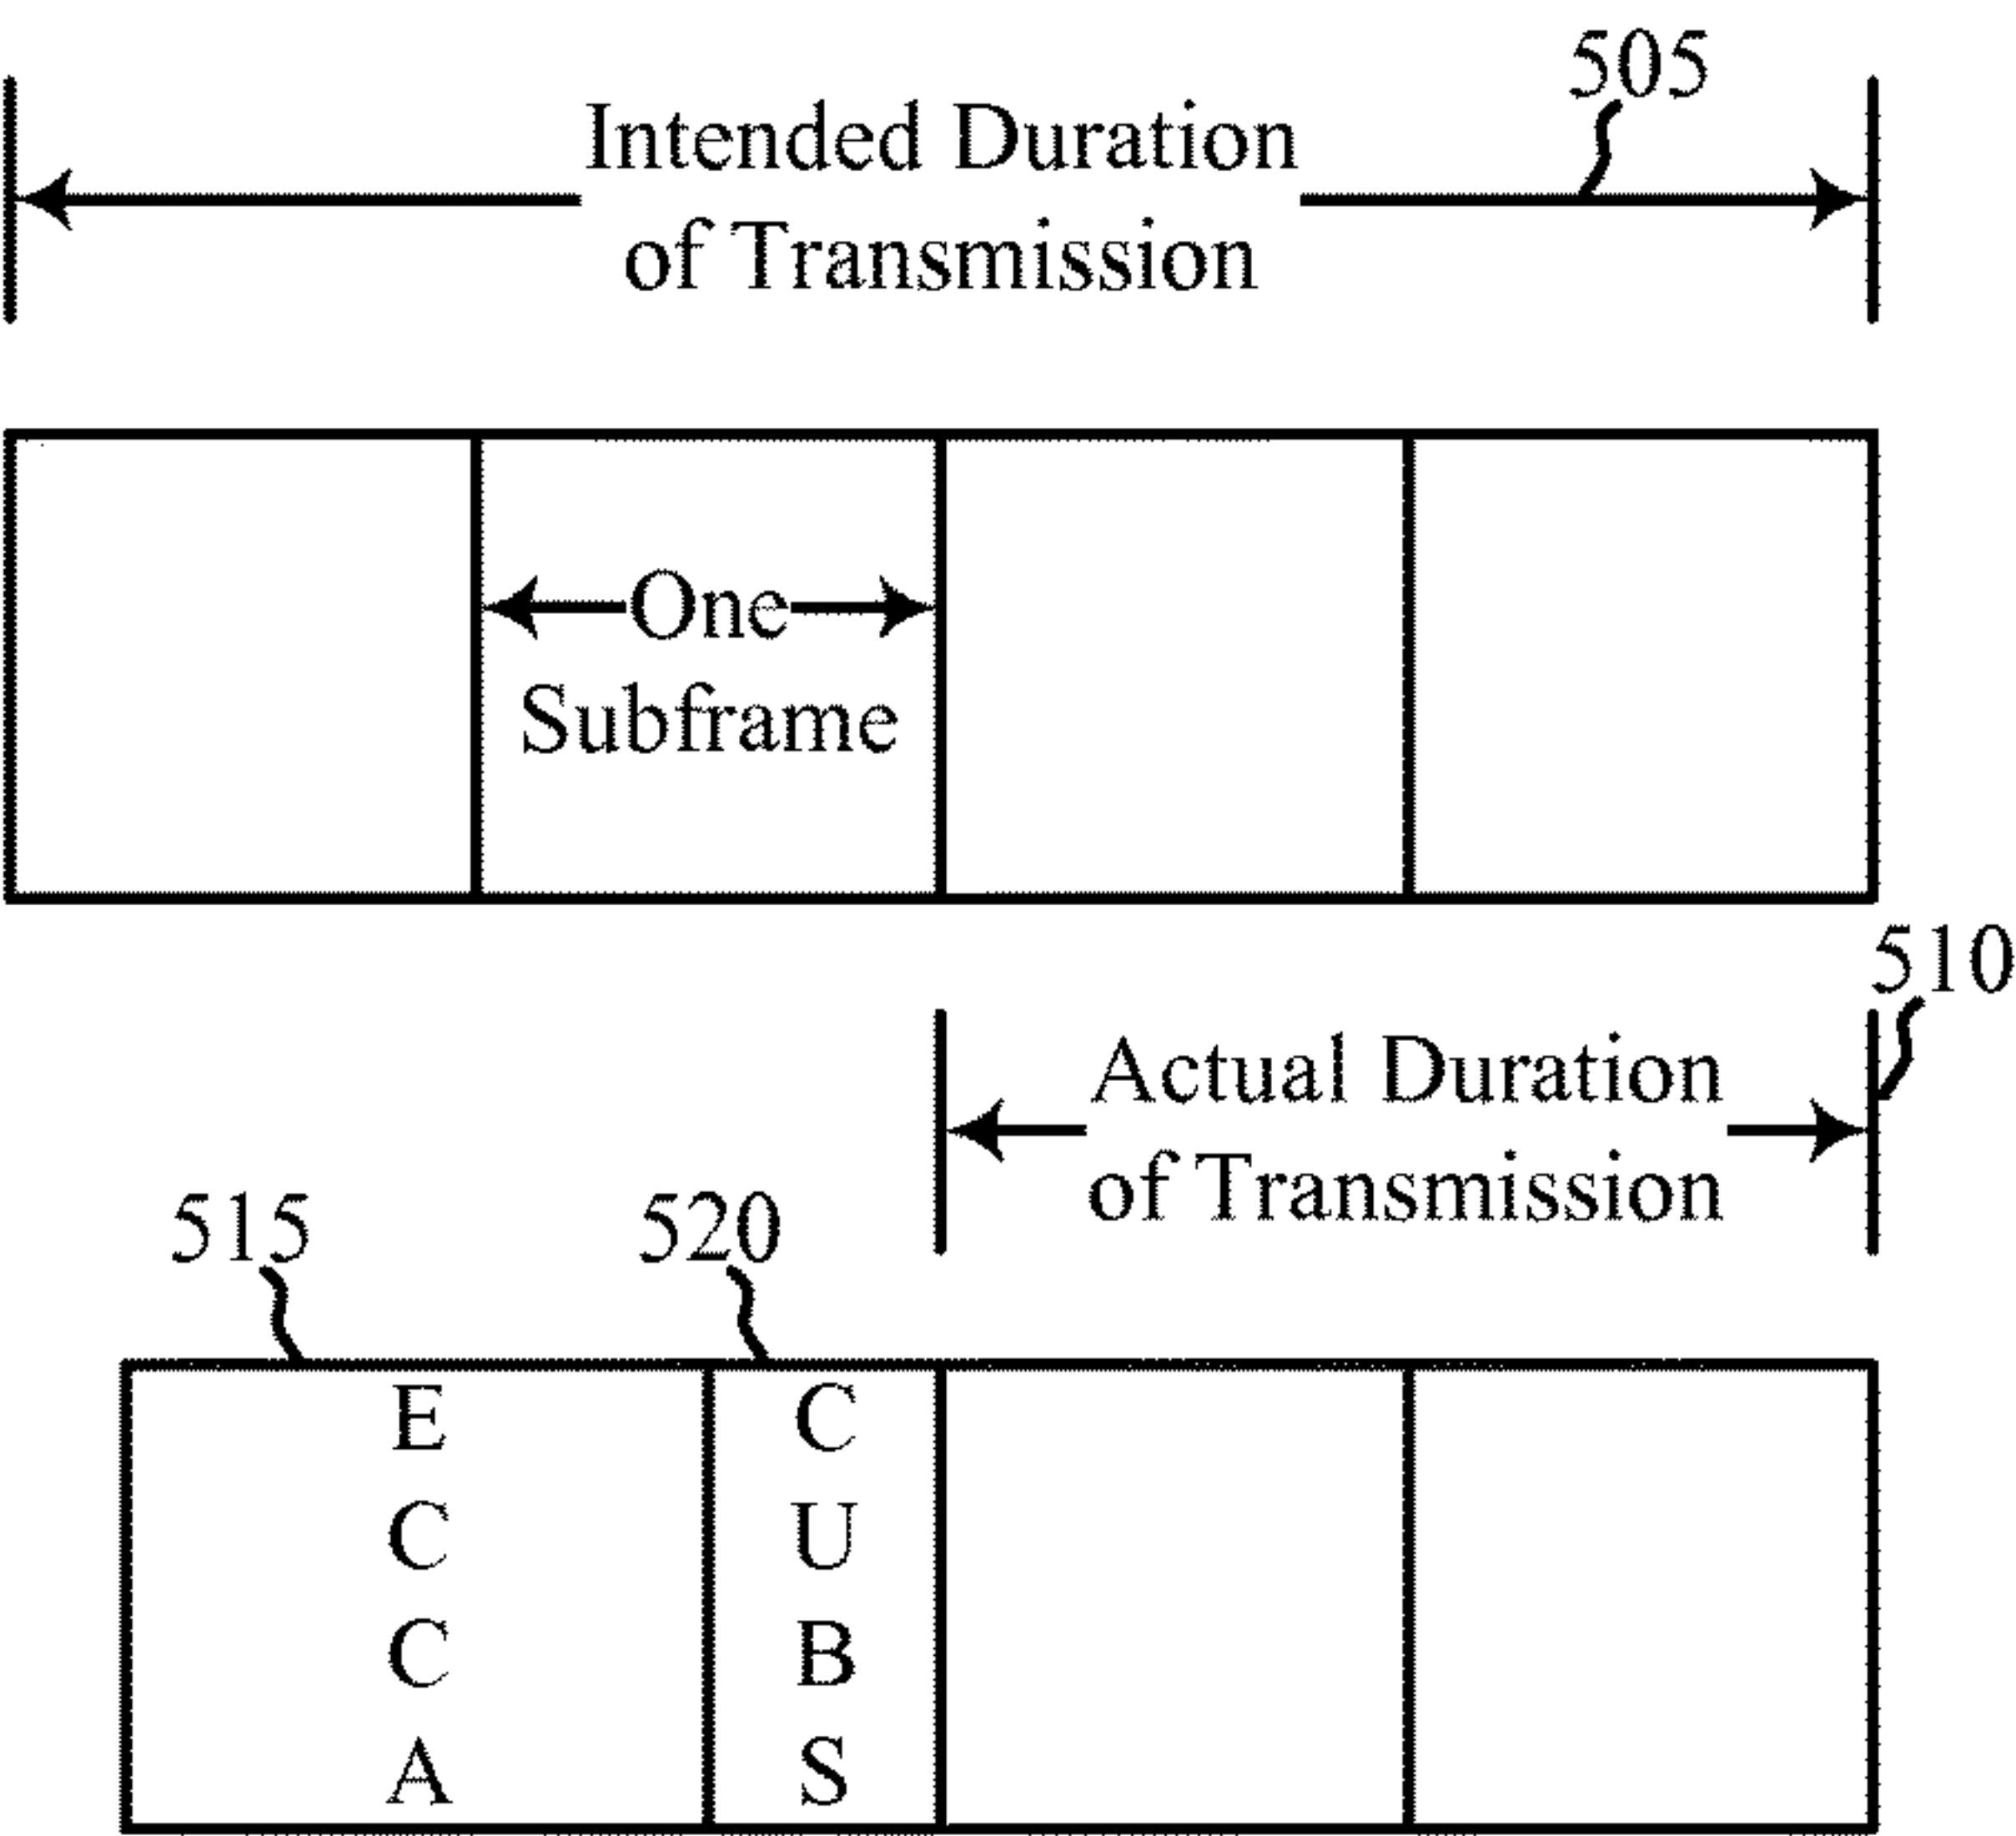 505
Intended Duration
of Transmission
One
Subframe
510
Actual Duration
of Transmission
515
520
E
C
C
A
C
U
B
S